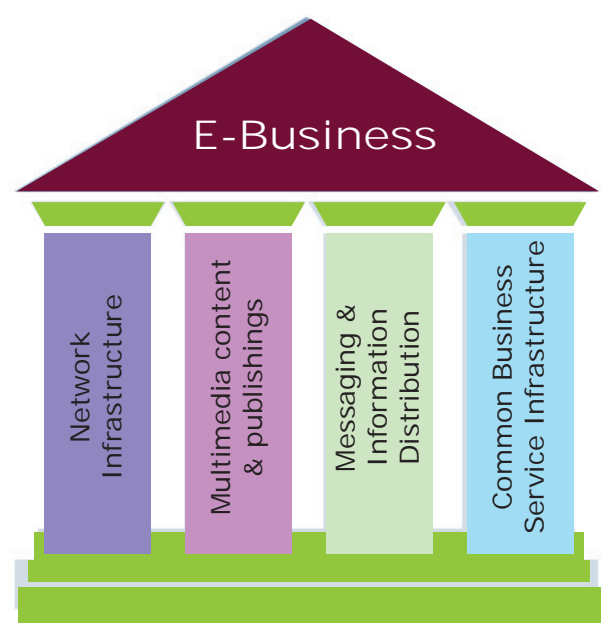 E-Business
Network
Infrastructure
Multimedia content
& publishings
Messaging &
Information
Distribution
Common Business
Service Infrastructure